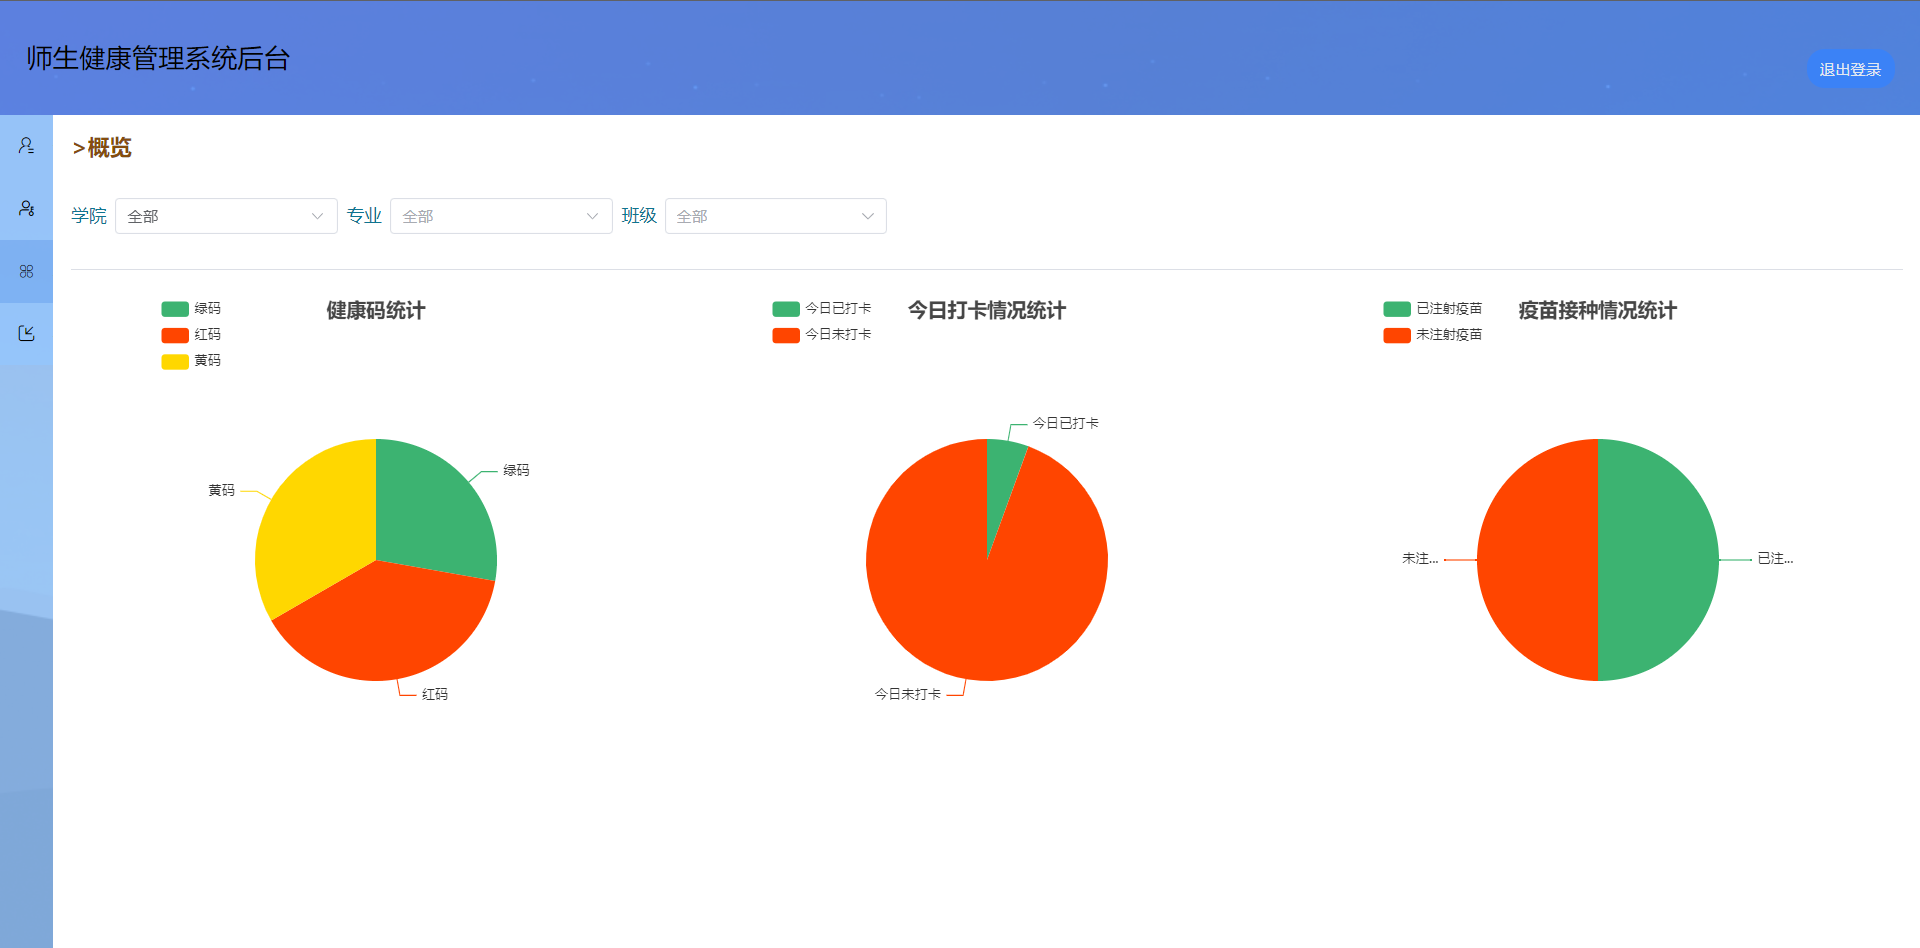 师生健康管理系统后台
退出登录
>概览
学院 全部 专业 全部 班级 全部
绿码
红码
黄码
健康码统计
绿码
黄码
红码
今日已打卡
今日未打卡
今日打卡情况统计
今日已打卡
今日未打卡
已注射疫苗
未注射疫苗
疫苗接种情况统计
未注...
已注...